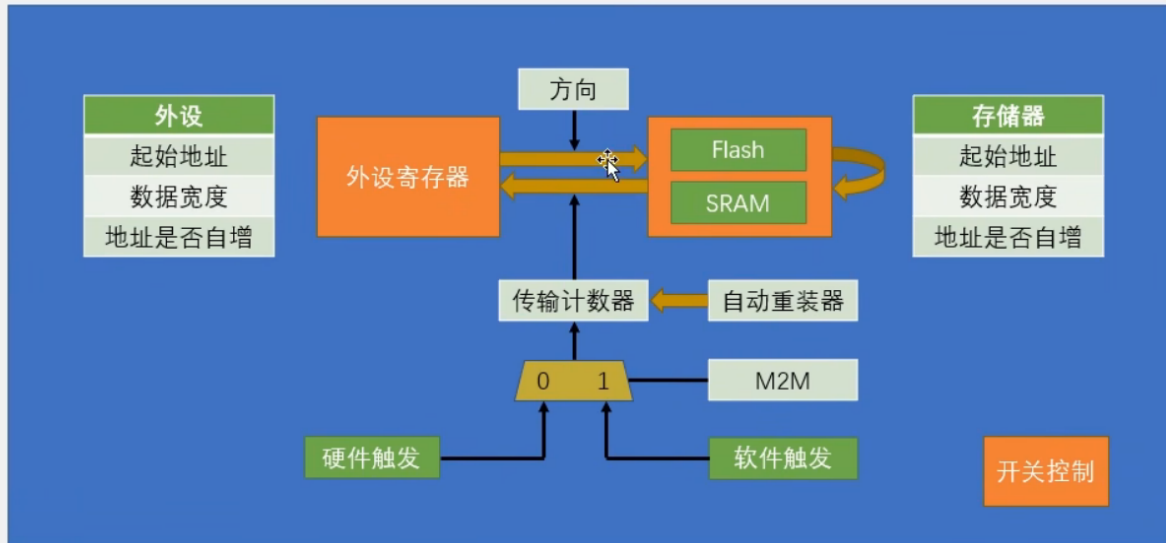 方向
外设
起始地址
数据宽度
地址是否自增
外设寄存器
Flash
SRAM
存储器
起始地址
数据宽度
地址是否自增
传输计数器
自动重装器
0 1
M2M
硬件触发
软件触发
开关控制